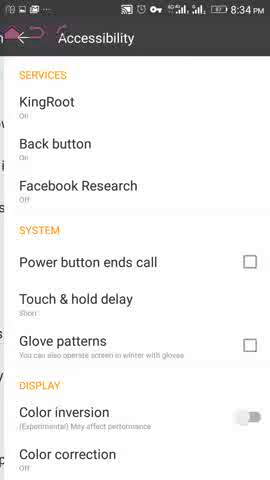 8:34 PM
Accessibility
SERVICES
KingRoot
On
Back button
On
Facebook Research
Off
SYSTEM
Power button ends call
Touch & hold delay
Short
Glove patterns
You can also operate screen in winter with gloves
DISPLAY
Color inversion
(Experimental) May affect performance
Color correction
Off